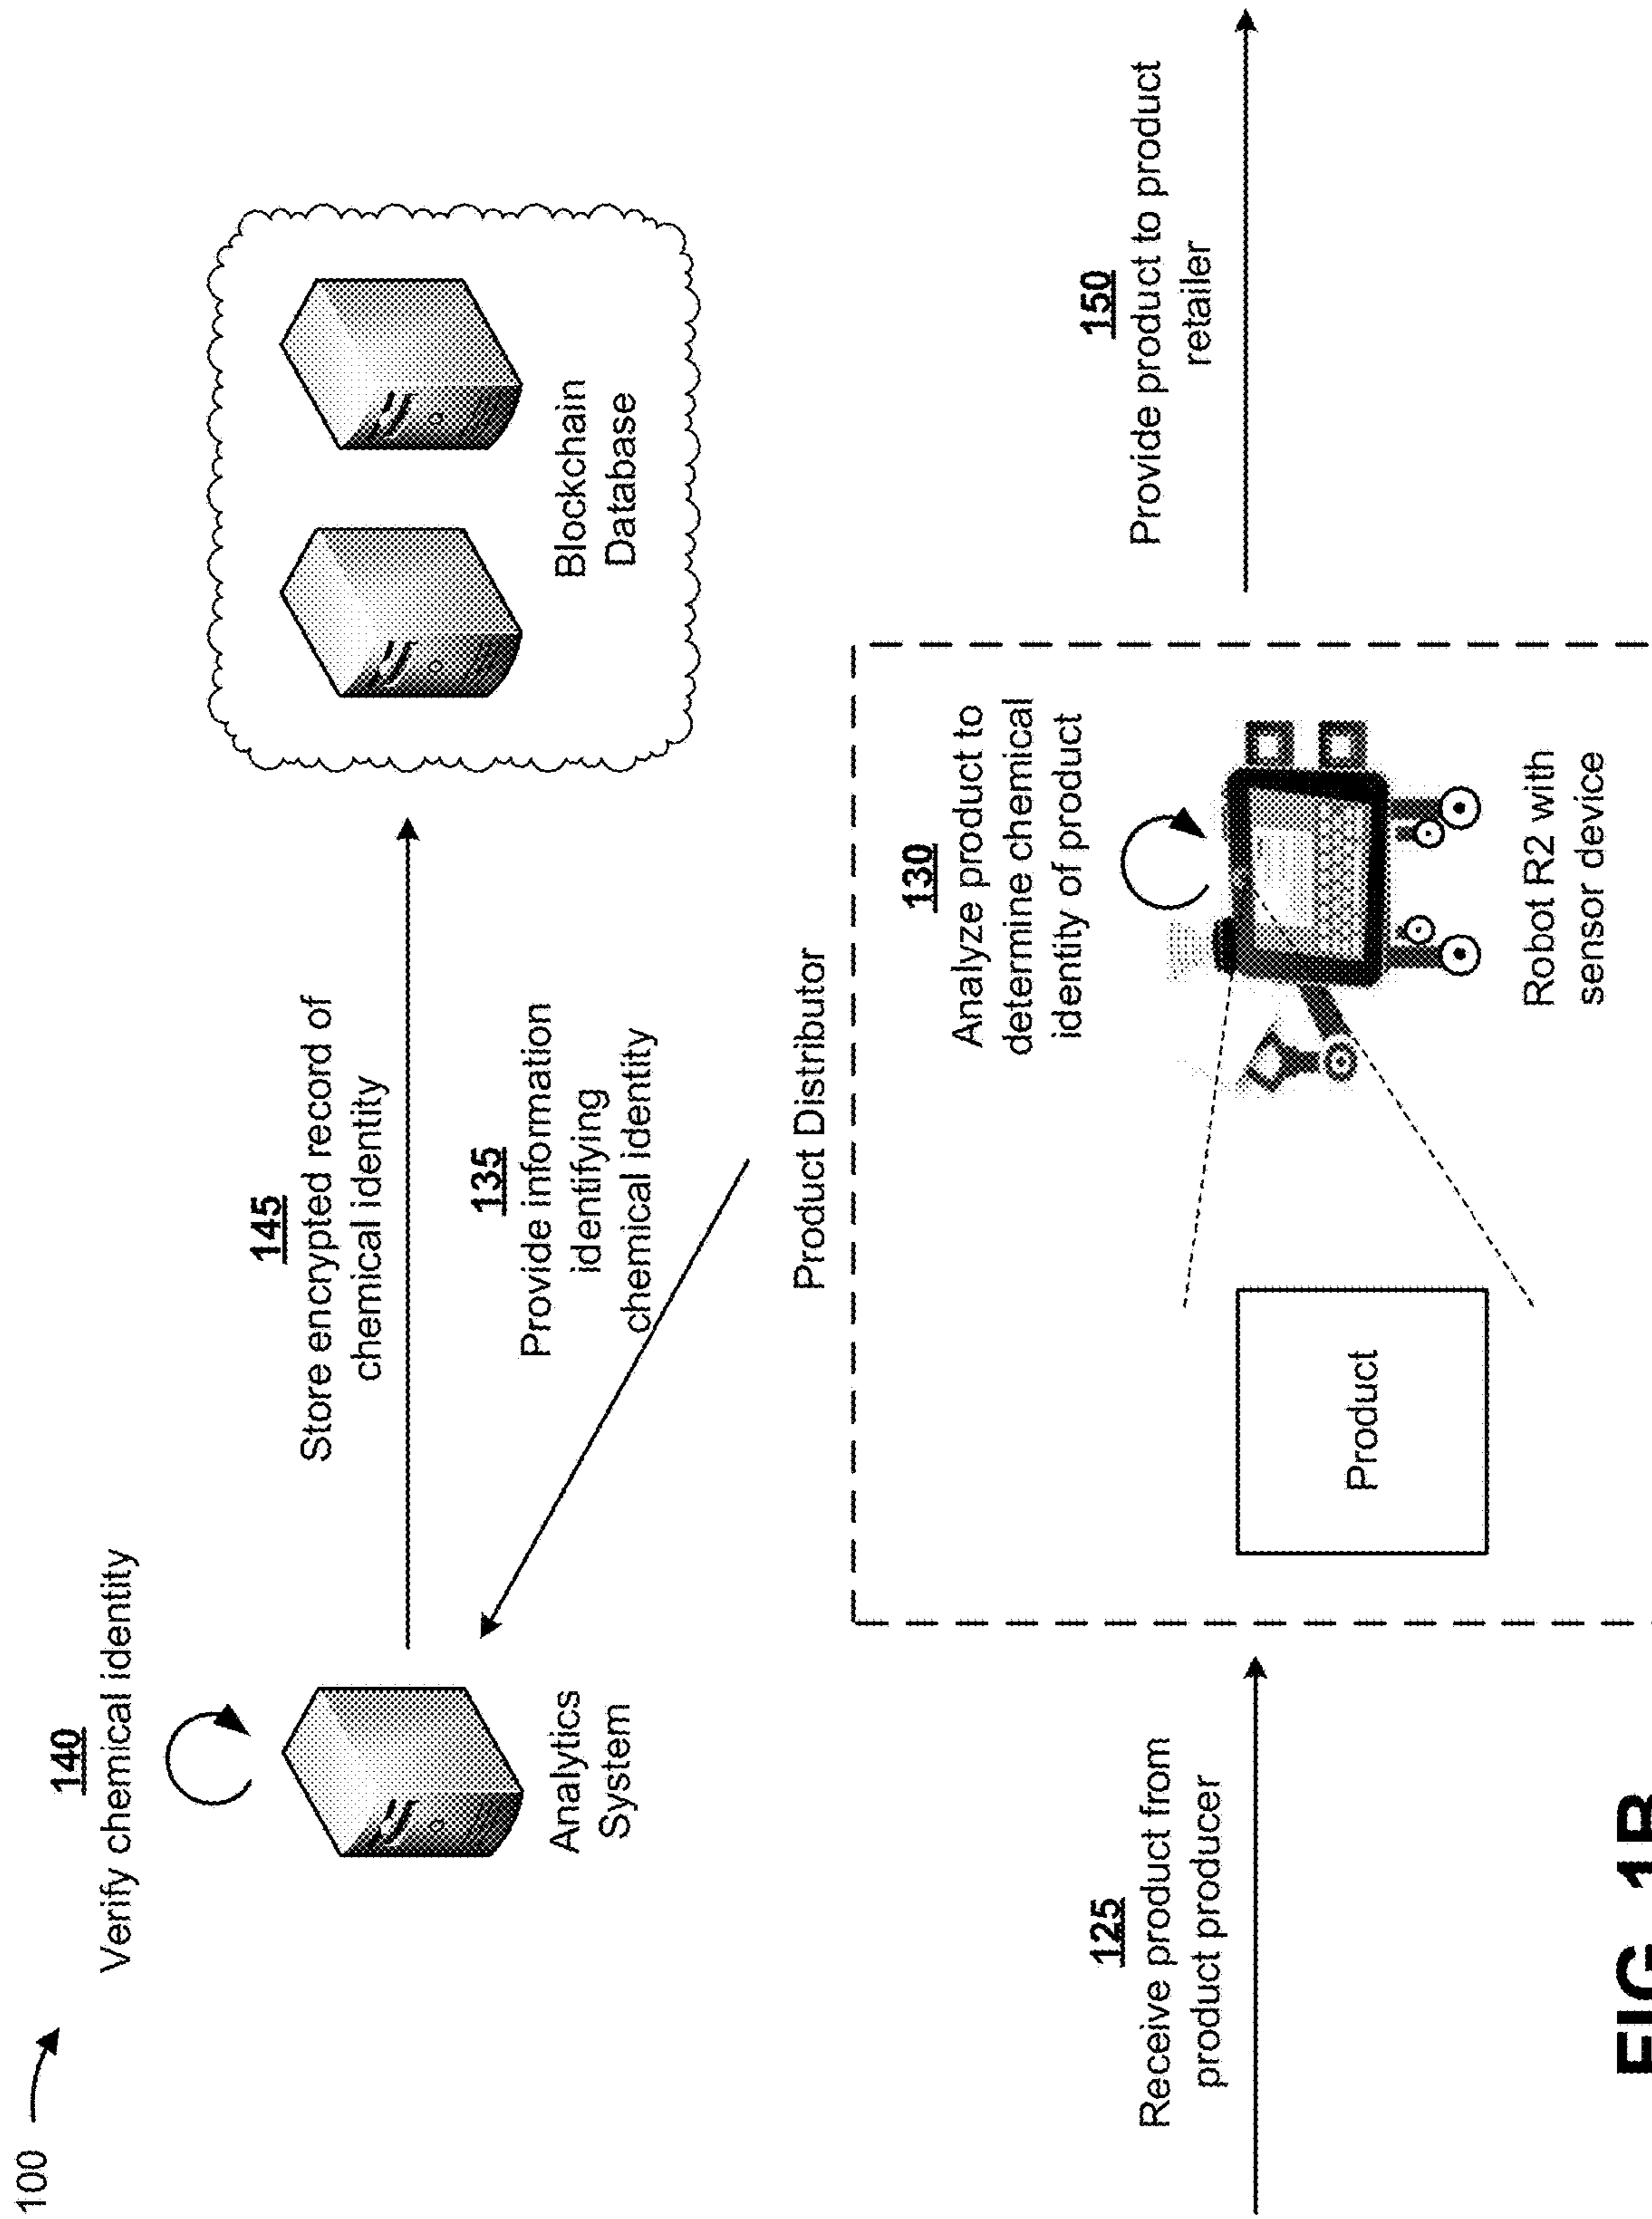 100
140
Verify chemical identity
Analytics
System
145
Store encrypted record of
chemical identity
135
Provide information
identifying
chemical identity
Blockchain
Database
125
Receive product from
product producer
Product Distributor
Product
130
Analyze product to
determine chemical
identity of product
Robot R2 with
sensor device
150
Provide product to product
retailer
FIG. 1B